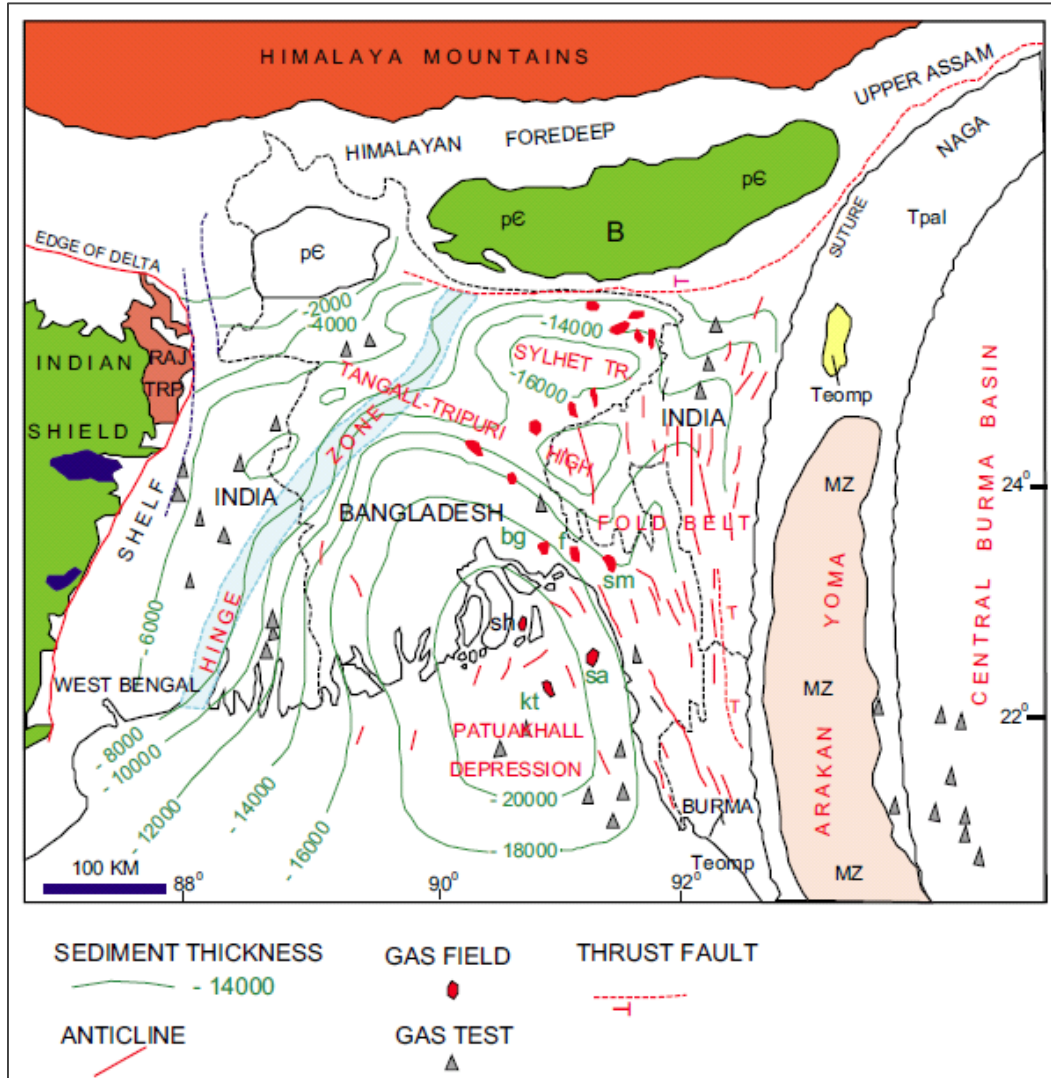 HIMALAYA MOUNTAINS
UPPER ASSAM
HIMALAYAN FOREDEEP
NAGA
pЄ
pЄ
B
SUTURE
Tpal
EDGE OF DELTA
pЄ
T
-2000
-4000
-14000
INDIAN
RAJ
TRP
SYLHET TR.
-16000
TANGALL-TRIPURI
HIGH
INDIA
Teomp
SHIELD
ZONE
CENTRAL BURMA BASIN
MZ
24°
INDIA
BANGLADESH
FOLD BELT
SHELF
bg
f
sm
YOMA
-6000
HINGE
sh
T
sa
WEST BENGAL
kt
MZ
T
22°
PATUAKHALL
DEPRESSION
- 8000
- 10000
- 12000
- 14000
- 16000
- 20000
BURMA
ARAKAN
- 18000
Teomp
MZ
100 KM
88°
90°
92°
SEDIMENT THICKNESS
- 14000
GAS FIELD
THRUST FAULT
T
ANTICLINE
GAS TEST